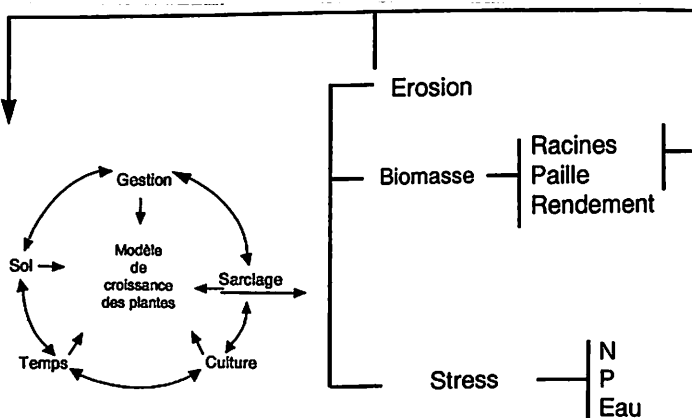 Erosion
Racines
Biomasse
Paille
Rendement
Gestion
Modèle
de
croissance
des plantes
Sol
Sarclage
Temps
Culture
Stress
N
P
Eau